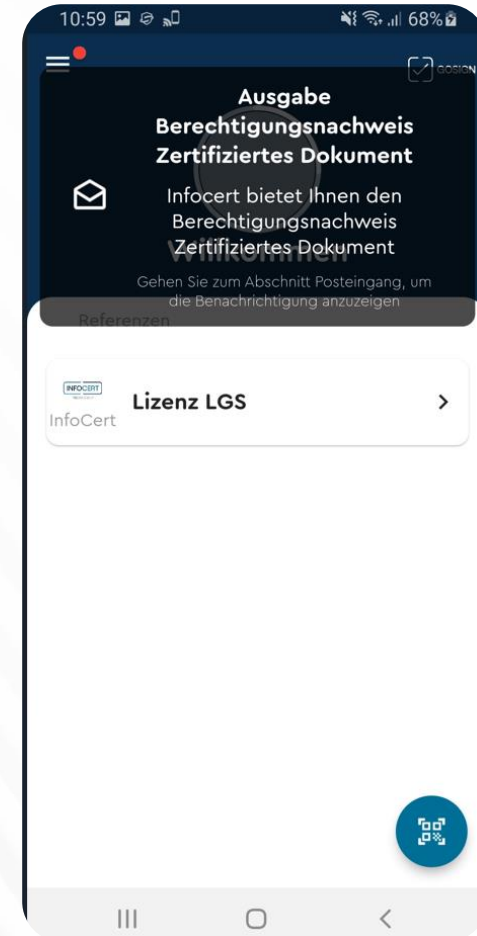 10:59
68%
GOSIGN
Ausgabe
Berechtigungsnachweis
Zertifiziertes Dokument
Infocert bietet Ihnen den
Berechtigungsnachweis
Zertifiziertes Dokument
Willkommen
Gehen Sie zum Abschnitt Posteingang, um
die Benachrichtigung anzuzeigen
Referenzen
INFOCERT
InfoCert
Lizenz LGS